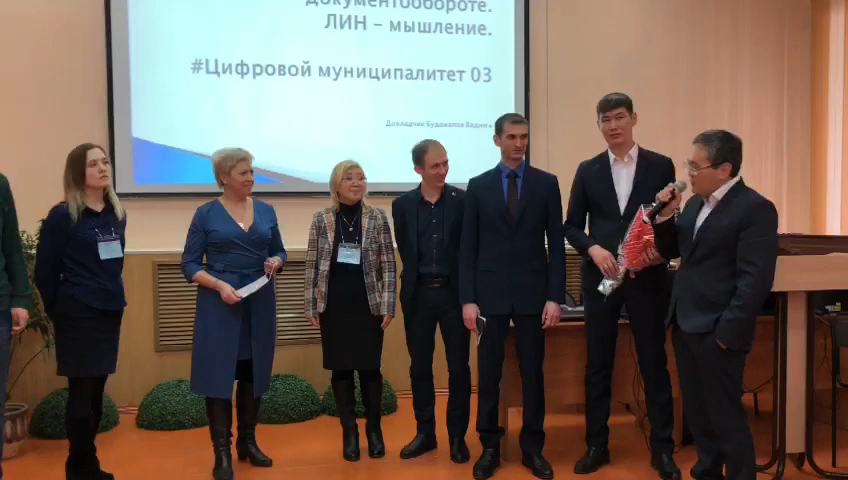 документообороте.
ЛИН – мышление.
#Цифровой муниципалитет 03
Докладчик Будажапов Вадим